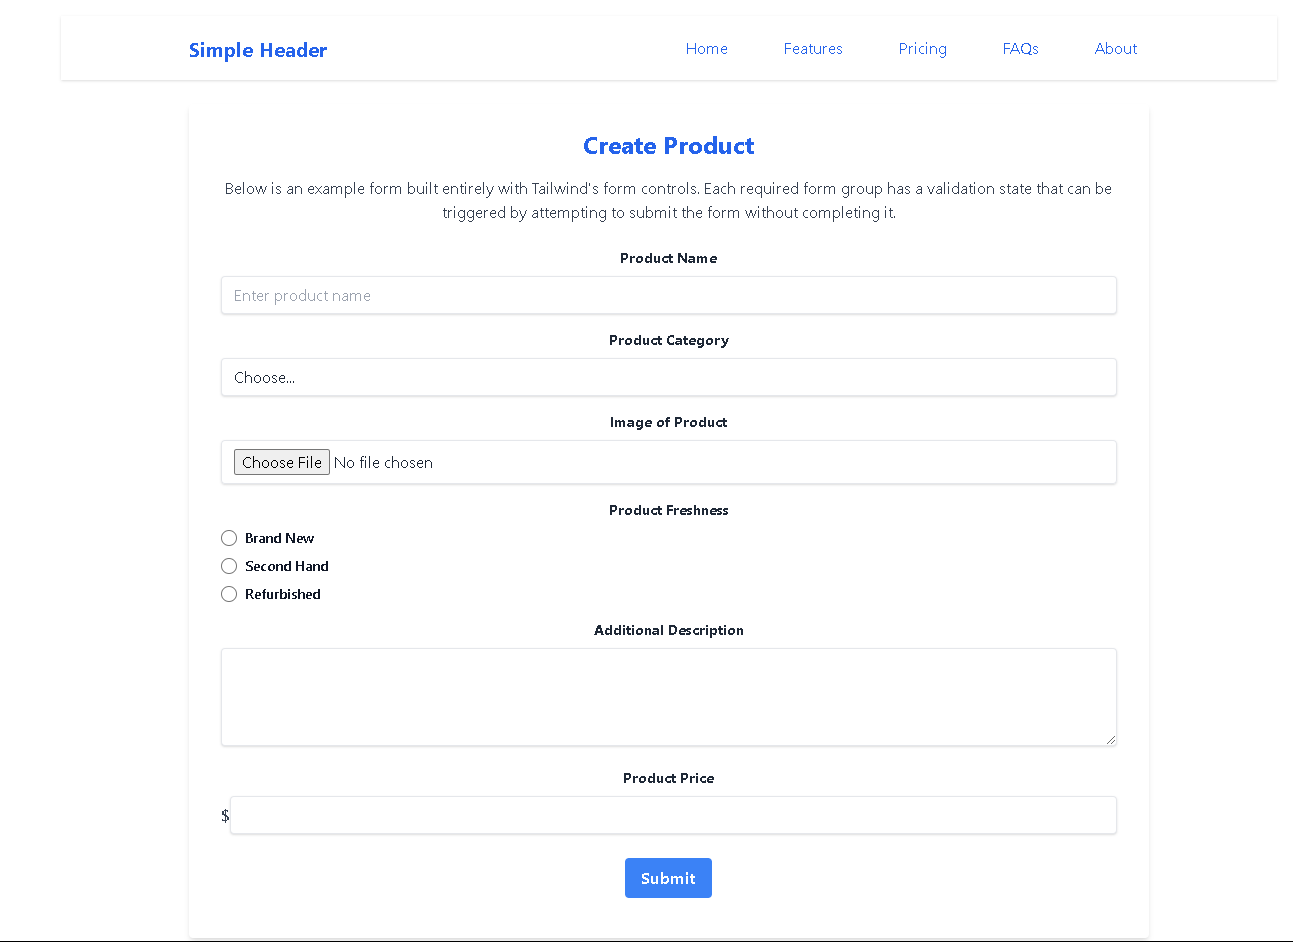 Simple Header
Home Features Pricing FAQs About
Create Product
Below is an example form built entirely with Tailwind's form controls. Each required form group has a validation state that can be
triggered by attempting to submit the form without completing it.
Product Name
Enter product name
Product Category
Choose...
Image of Product
Choose File No file chosen
Product Freshness
Brand New
Second Hand
Refurbished
Additional Description
Product Price
$
Submit